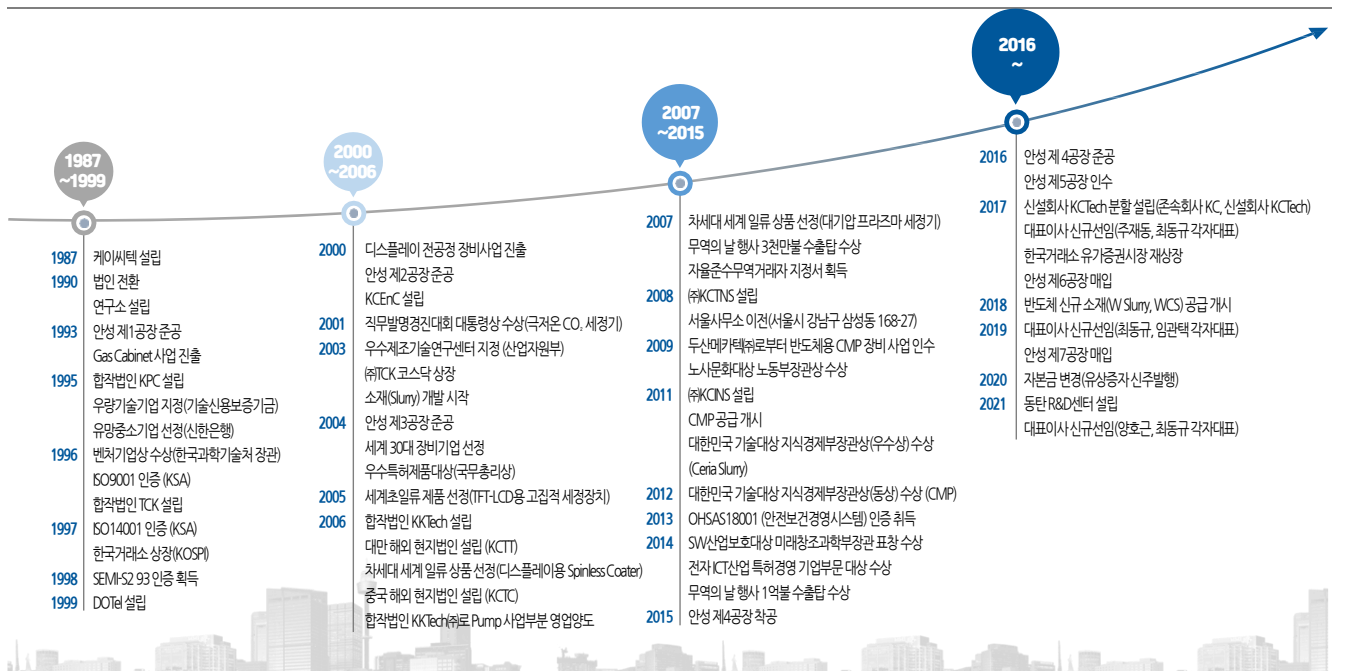 1987
~1999
1987 케이씨텍 설립
1990 법인 전환
연구소 설립
1993 안성 제1공장 준공
Gas Cabinet 사업 진출
1995 합작법인 KPC 설립
우량기술기업 지정(기술신용보증기금)
유망중소기업 선정(신한은행)
1996 벤처기업상 수상(한국과학기술처 장관)
ISO9001 인증 (KSA)
합작법인 TCK 설립
1997 ISO14001 인증 (KSA)
한국거래소 상장(KOSPI)
1998 SEMI-S2 93 인증 획득
1999 DOTel 설립
2000
~2006
2000 디스플레이 전공정 장비사업 진출
안성 제2공장 준공
KCEnC 설립
2001 직무발명경진대회 대통령상 수상(극저온 CO₂ 세정기)
2003 우수제조기술연구센터 지정 (산업자원부)
㈜TCK 코스닥 상장
소재(Slurry) 개발 시작
2004 안성 제3공장 준공
세계 30대 장비기업 선정
우수특허제품대상(국무총리상)
2005 세계초일류 제품 선정(TFT-LCD용 고집적 세정장치)
2006 합작법인 KKTech 설립
대만 해외 현지법인 설립 (KCTT)
차세대 세계 일류 상품 선정(디스플레이용 Spinless Coater)
중국 해외 현지법인 설립 (KCTC)
합작법인 KKTech㈜로 Pump 사업부분 영업양도
2007
~2015
2007 차세대 세계 일류 상품 선정(대기압 프라즈마 세정기)
무역의 날 행사 3천만불 수출탑 수상
자율준수무역거래자 지정서 획득
2008 ㈜KCTNS 설립
서울사무소 이전(서울시 강남구 삼성동 168-27)
2009 두산메카텍㈜로부터 반도체용 CMP 장비 사업 인수
노사문화대상 노동부장관상 수상
2011 ㈜KCINS 설립
CMP 공급 개시
대한민국 기술대상 지식경제부장관상(우수상) 수상
(Ceria Slurry)
2012 대한민국 기술대상 지식경제부장관상(동상) 수상 (CMP)
2013 OHSAS18001 (안전보건경영시스템) 인증 취득
2014 SW산업보호대상 미래창조과학부장관 표창 수상
전자 ICT산업 특허경영 기업부문 대상 수상
무역의 날 행사 1억불 수출탑 수상
2015 안성 제4공장 착공
2016
~
2016 안성 제 4공장 준공
안성 제5공장 인수
2017 신설회사 KCTech 분할 설립(존속회사 KC, 신설회사 KCTech)
대표이사 신규선임(주재동, 최동규 각자대표)
한국거래소 유가증권시장 재상장
안성 제6공장 매입
2018 반도체 신규 소재(W Slurry, WCS) 공급 개시
2019 대표이사 신규선임(최동규, 임관택 각자대표)
안성 제7공장 매입
2020 자본금 변경(유상증자 신주발행)
2021 동탄 R&D센터 설립
대표이사 신규선임(양호근, 최동규 각자대표)